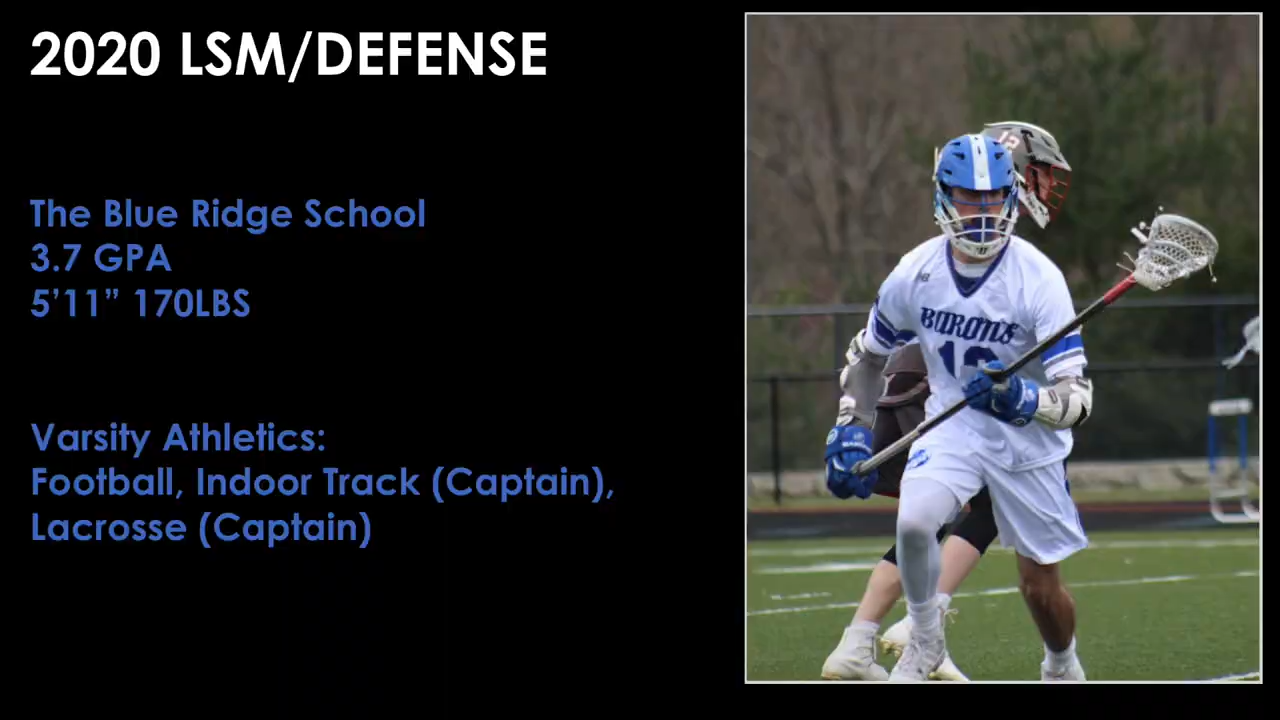 2020 LSM/DEFENSE
The Blue Ridge School
3.7 GPA
5’11” 170LBS
Varsity Athletics:
Football, Indoor Track (Captain),
Lacrosse (Captain)
12
BARONS